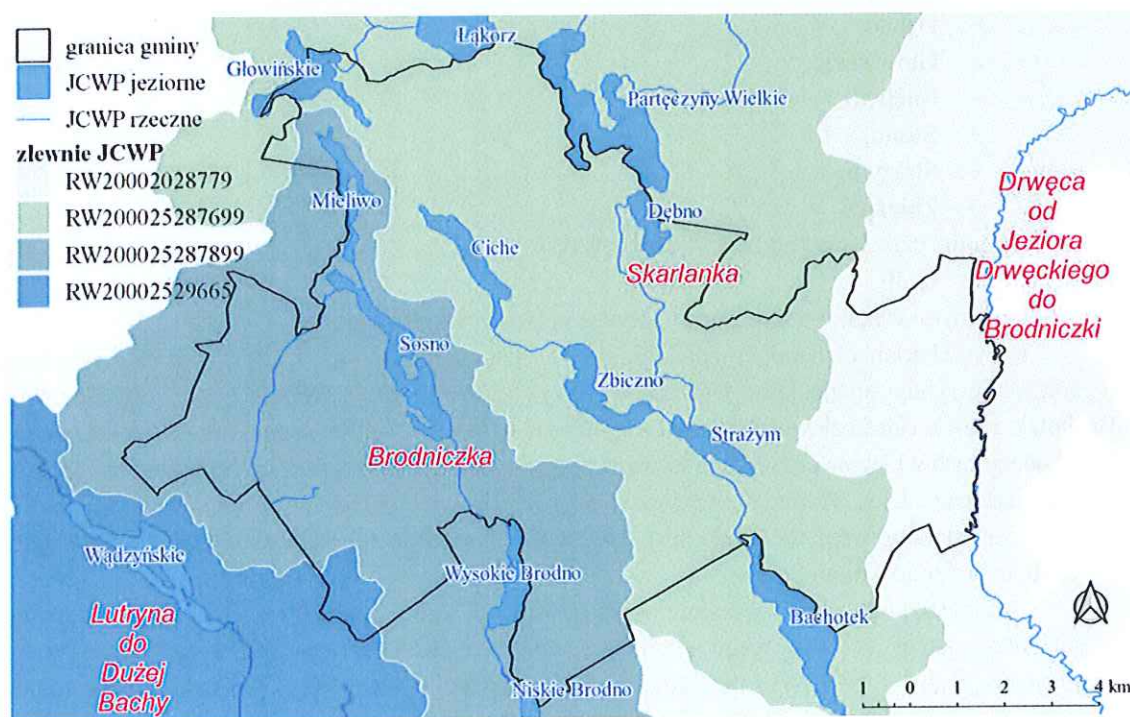 granica gminy
JCWP jeziorne
JCWP rzeczne
zlewnie JCWP
RW20002028779
RW200025287699
RW200025287899
RW20002529665
Łąkorz
Głowińskie
Partęczyny Wielkie
Mieliwo
Dębno
Ciche
Skarlanka
Drwęca
od
Jeziora
Drwęckiego
do
Brodniczki
Sosno
Zbiczno
Strażym
Brodniczka
Wądzyńskie
Wysokie Brodno
Bachotek
Lutryna
do
Dużej
Bachy
Niskie Brodno
1 0 1 2 3 4 km